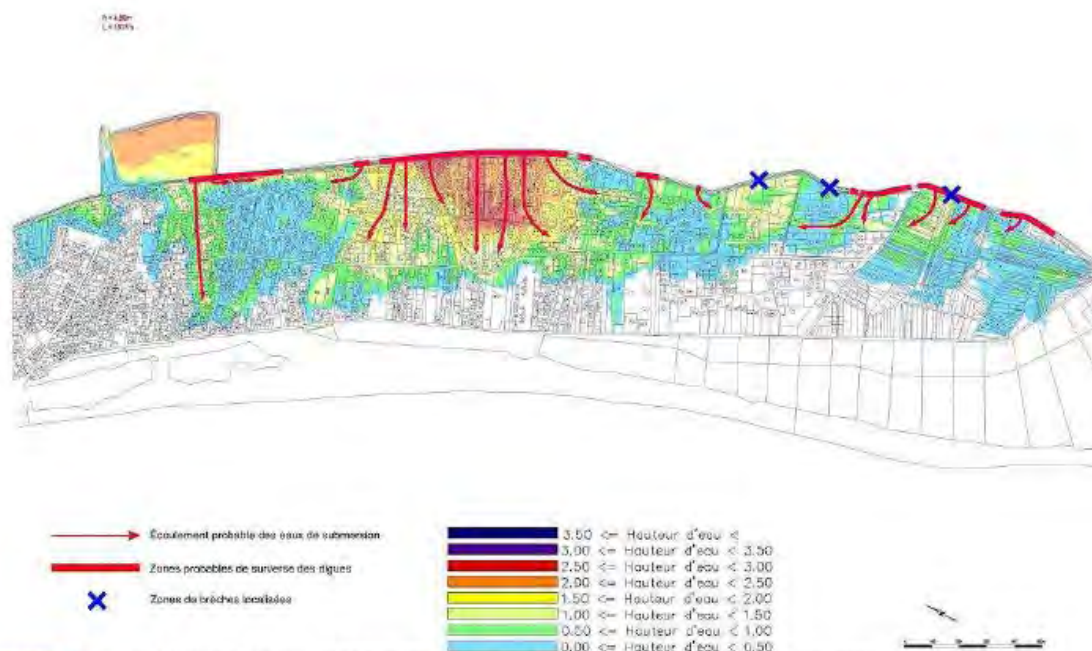 Écoulement probable des eaux de submersion
Zones probables de surverse des digues
Zones de brèches localisées
3.50 <= Hauteur d'eau <
3.00 <= Hauteur d'eau < 3.50
2.50 <= Hauteur d'eau < 3.00
2.00 <= Hauteur d'eau < 2.50
1.50 <= Hauteur d'eau < 2.00
1.00 <= Hauteur d'eau < 1.50
0.50 <= Hauteur d'eau < 1.00
0.00 <= Hauteur d'eau < 0.50